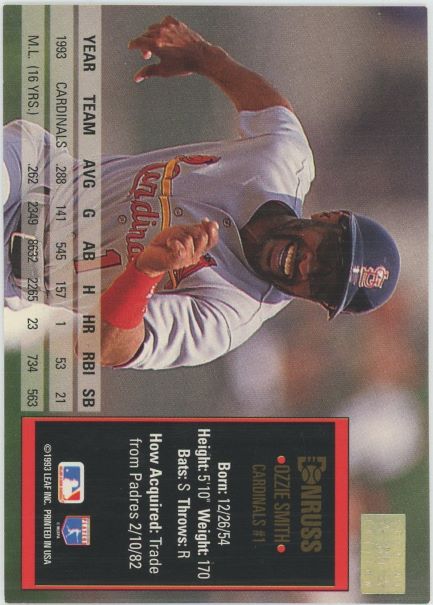 YEAR TEAM AVG G AB H HR RBI SB
1993 CARDINALS .288 141 545 157 1 53 21
M.L. (16 YRS.) .262 2349 8632 2265 23 734 563
Cardinals
1
DONRUSS
• OZZIE SMITH •
CARDINALS #1
Born: 12/26/54
Height: 5'10" Weight: 170
Bats: S Throws: R
How Acquired: Trade
from Padres 2/10/82
©1993 LEAF INC. PRINTED IN USA